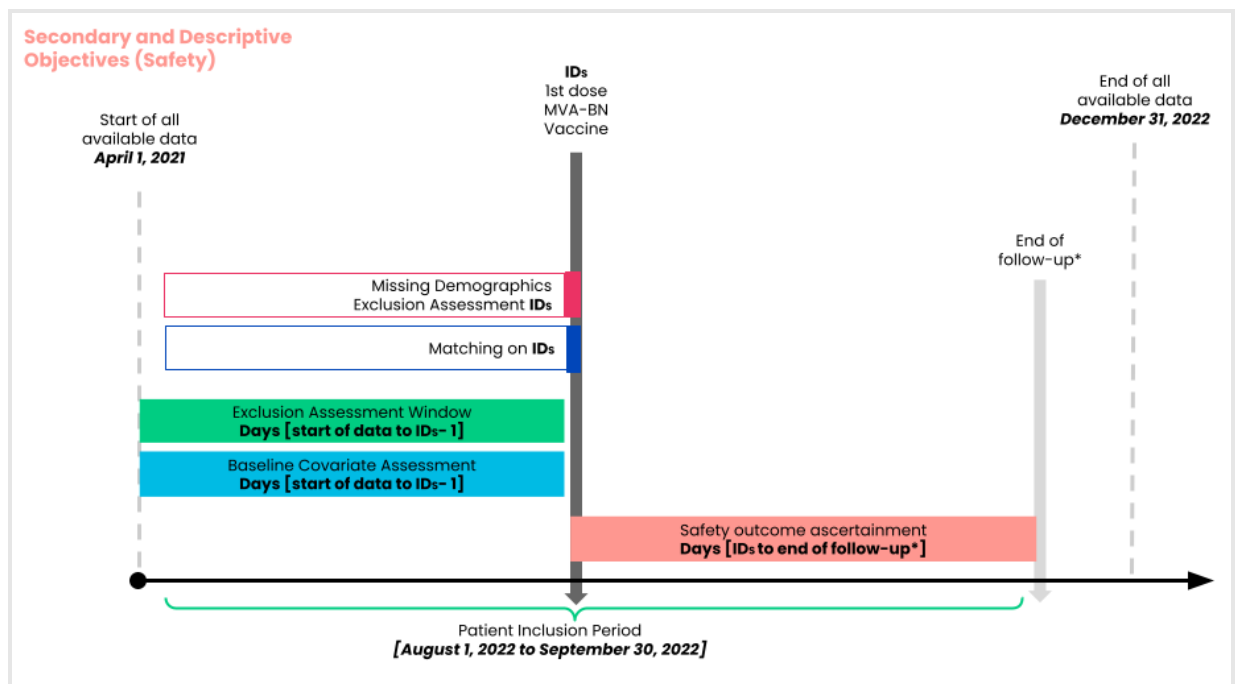 Secondary and Descriptive
Objectives (Safety)
IDs
1st dose
MVA-BN
Vaccine
End of all
available data
December 31, 2022
Start of all
available data
April 1, 2021
End of
follow-up*
Missing Demographics
Exclusion Assessment IDs
Matching on IDs
Exclusion Assessment Window
Days [start of data to IDs- 1]
Baseline Covariate Assessment
Days [start of data to IDs- 1]
Safety outcome ascertainment
Days [IDs to end of follow-up*]
Patient Inclusion Period
[August 1, 2022 to September 30, 2022]